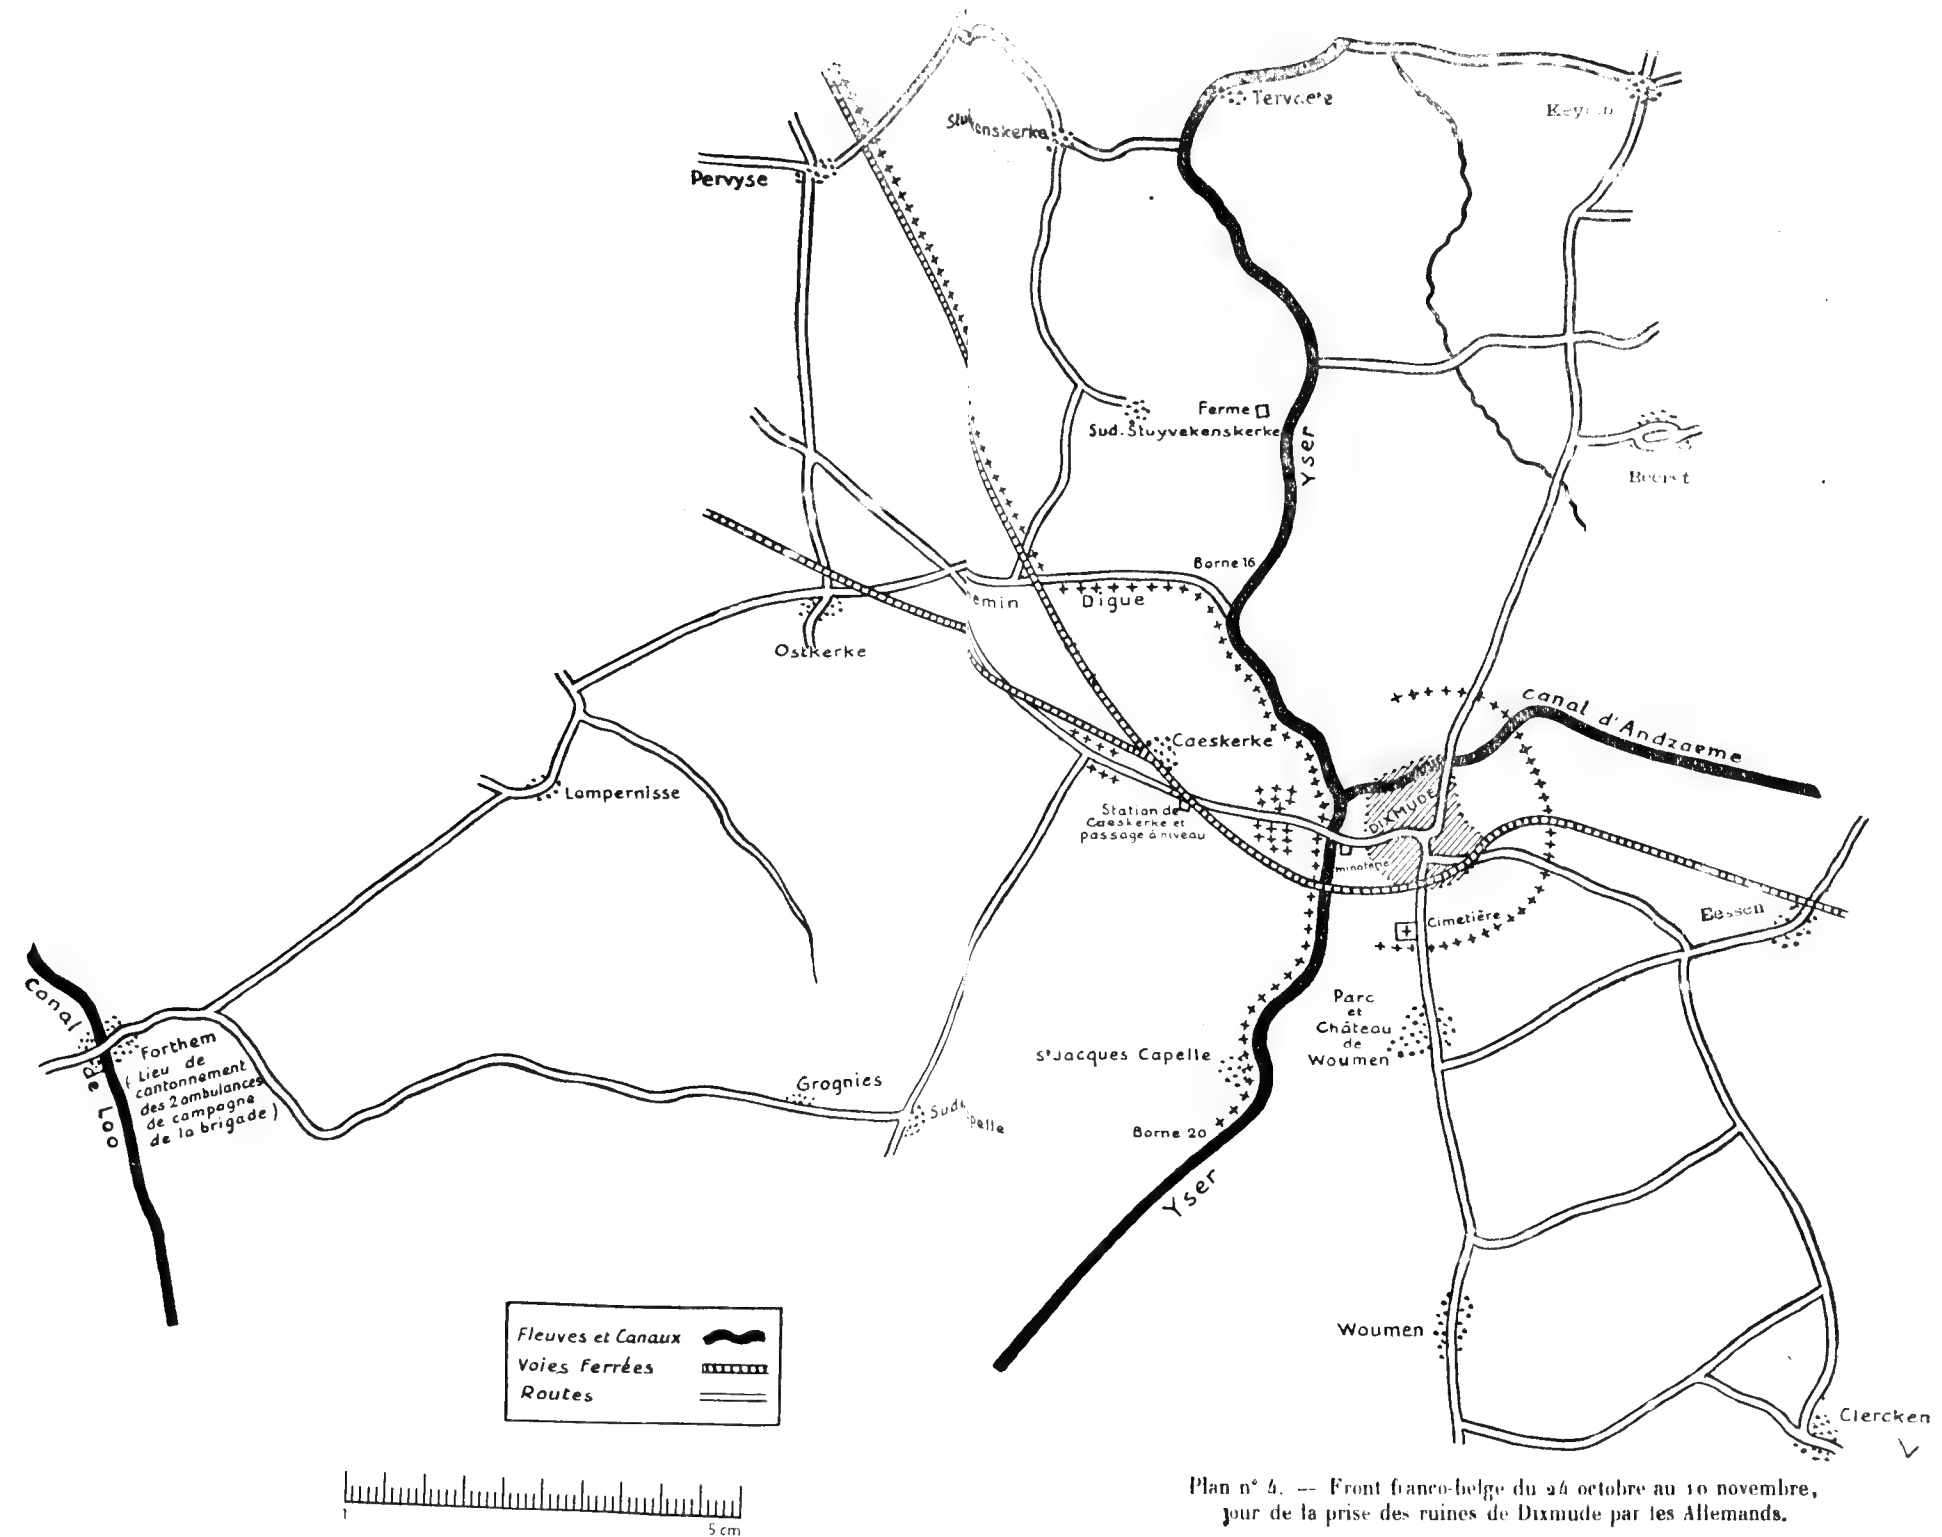 Tervaete
Pervyse
Ferme
Sud-Stuyvekenskerke
Yser
Borne 16
Digue
Ostkerke
Canal d'Andzaeme
Caeskerke
Lampernisse
DIXMUDE
Station de
Caeskerke et
passage à niveau
minoterie
Cimetière
Eessen
Canal de Loo
Forthem
( Lieu de
cantonnement
des 2 ambulances
de campagne
de la brigade )
Parc
et
Château
de
Woumen
St Jacques Capelle
Grognies
Borne 20
Yser
Woumen
Clercken
Fleuves et Canaux
Voies Ferrées
Routes
1
5 cm
Plan n° 4. — Front franco-belge du 24 octobre au 10 novembre,
jour de la prise des ruines de Dixmude par les Allemands.